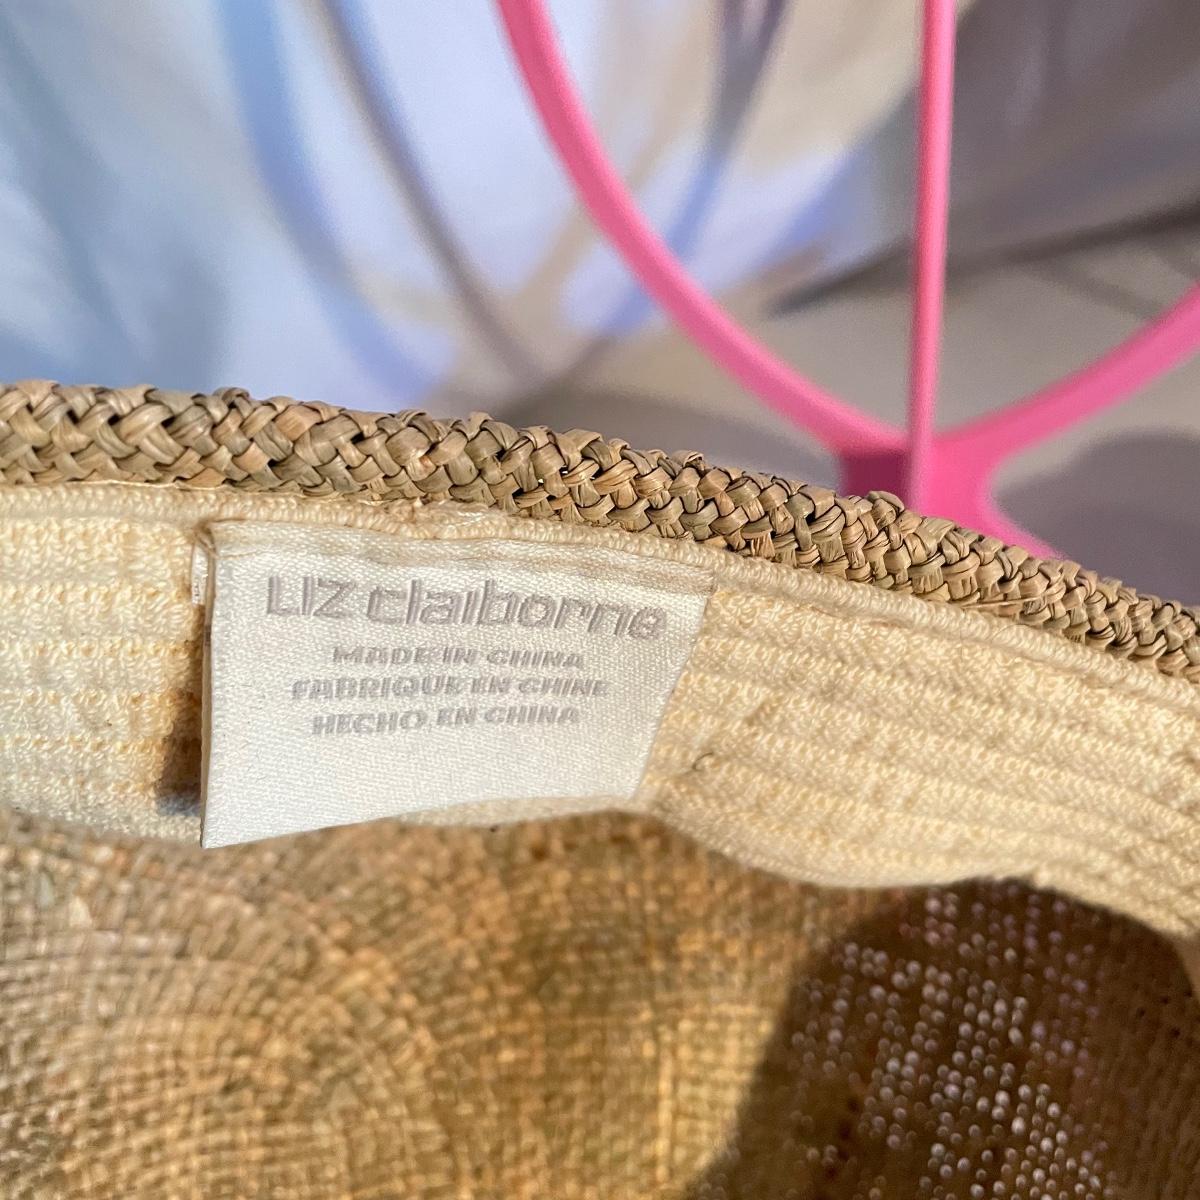 LIZ claiborne
MADE IN CHINA
FABRIQUE EN CHINE
HECHO EN CHINA